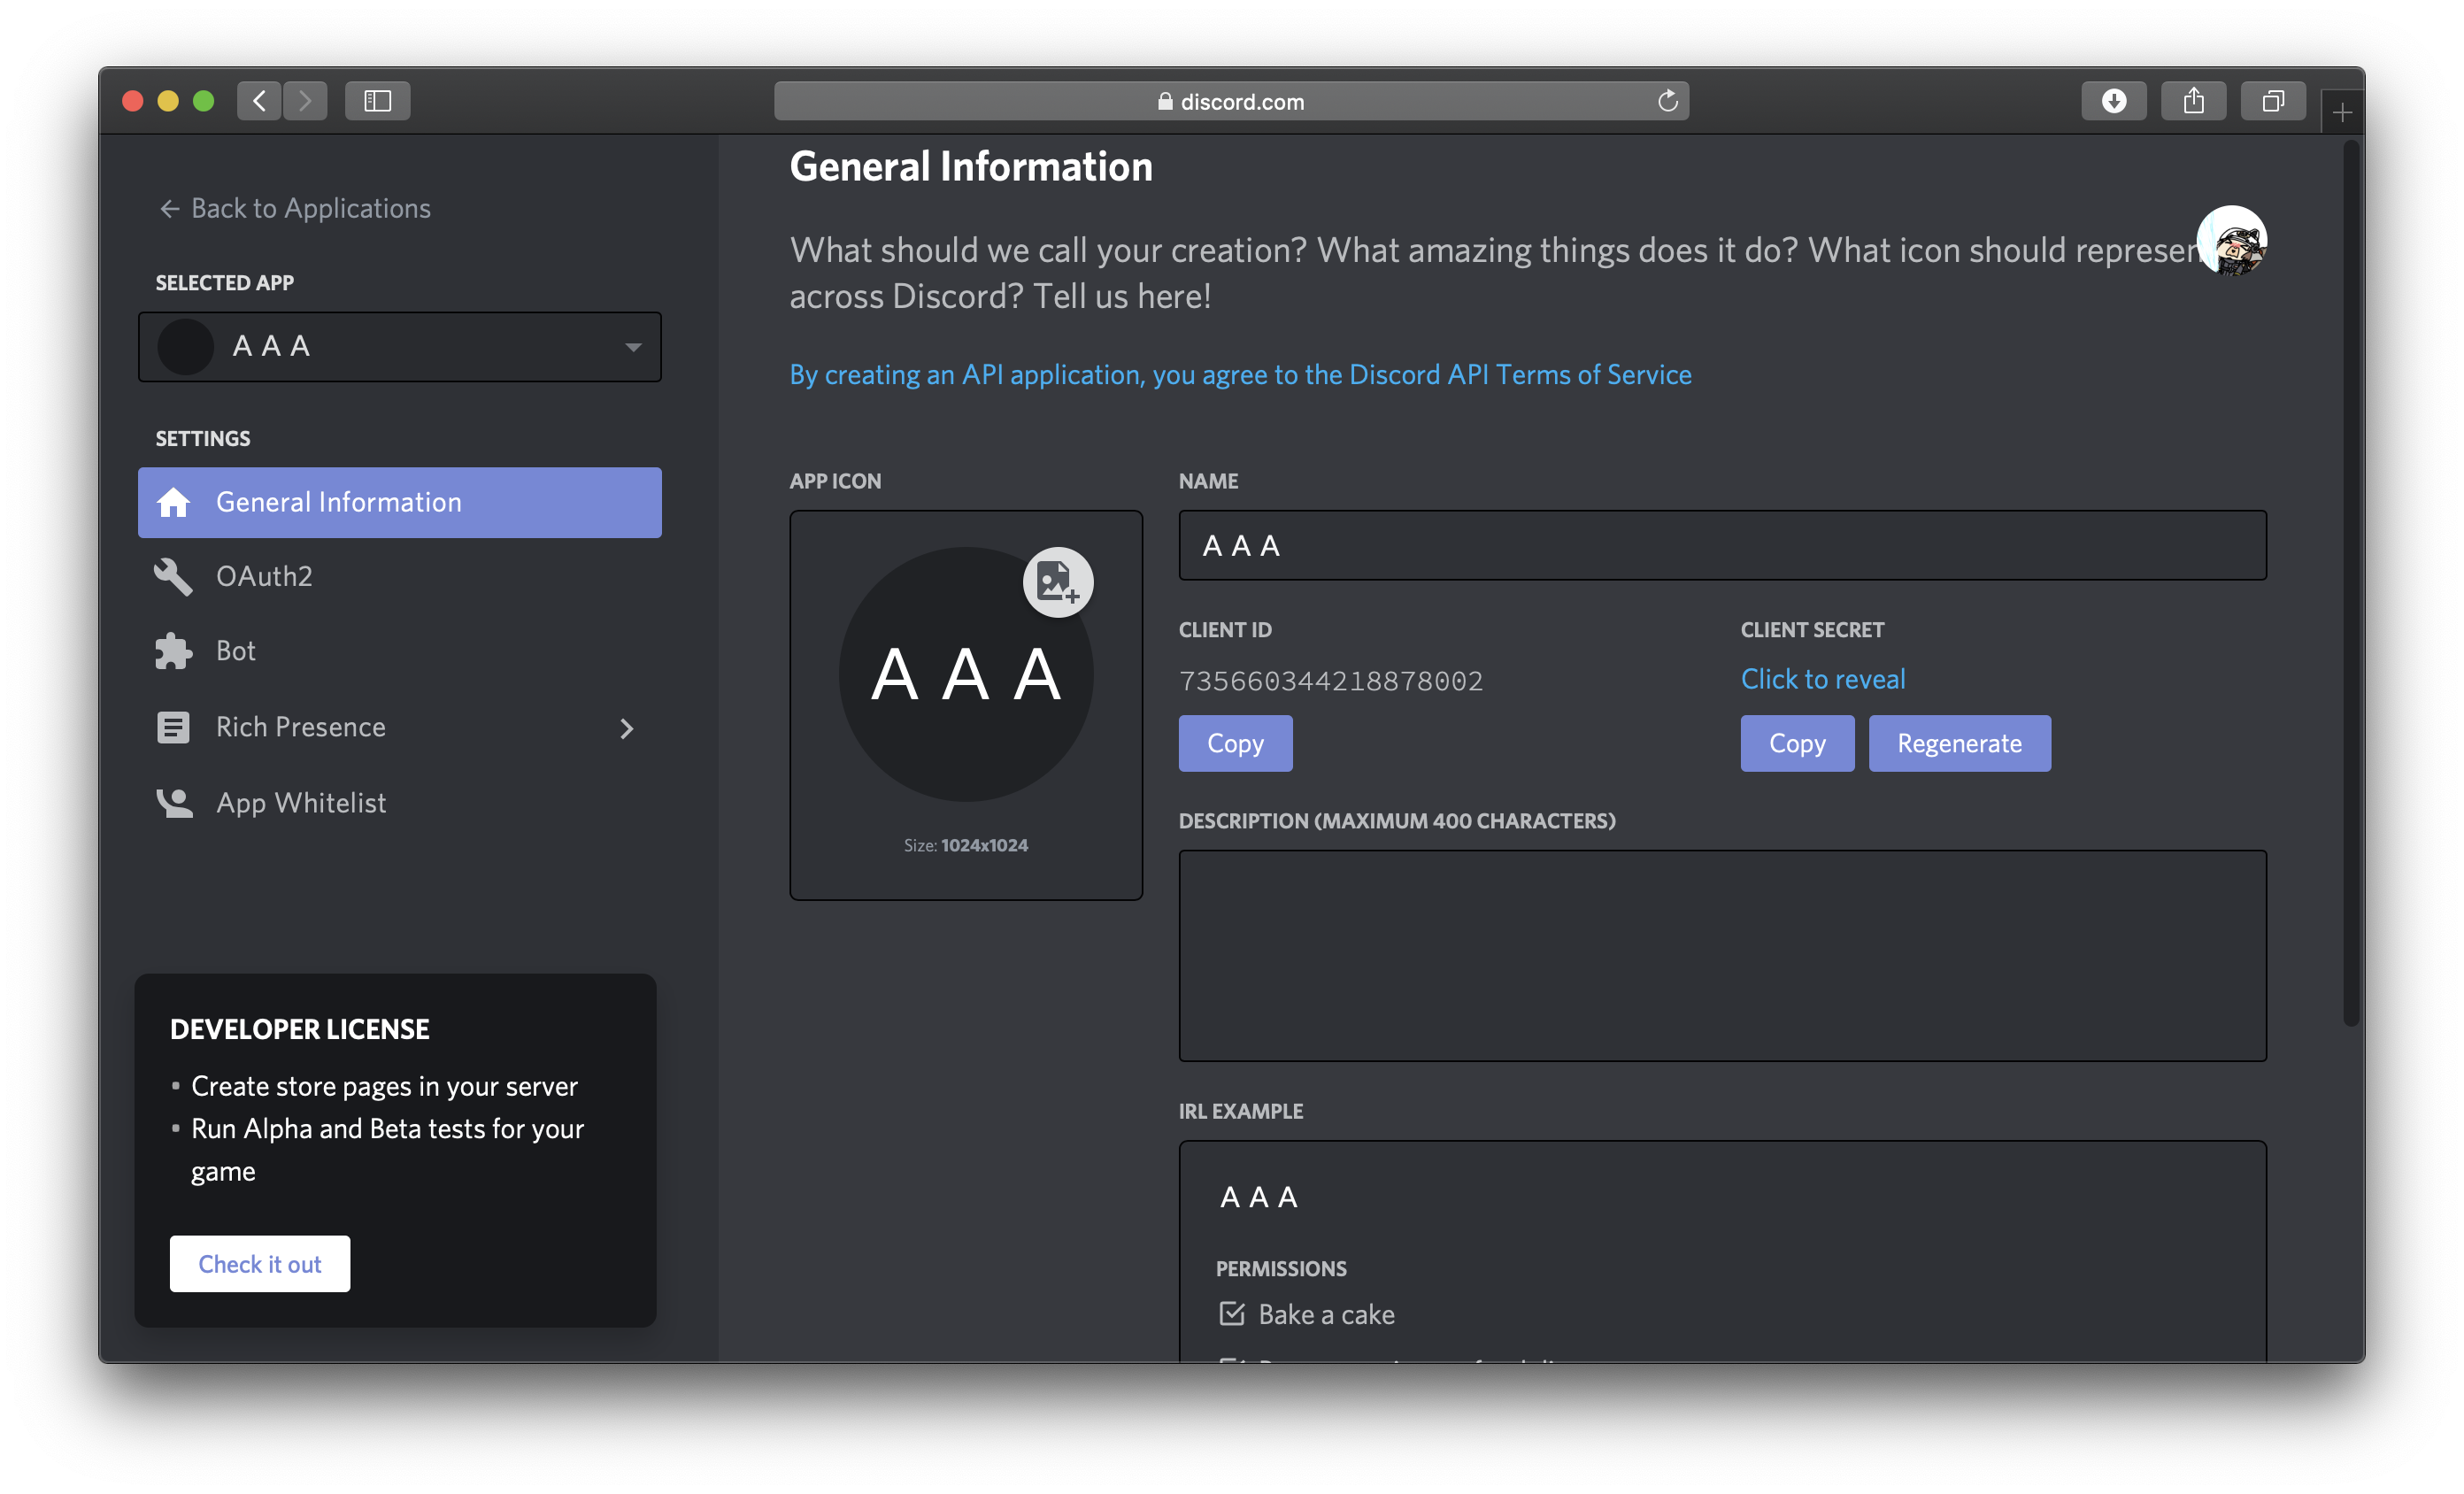 discord.com
← Back to Applications
SELECTED APP
A A A
SETTINGS
General Information
OAuth2
Bot
Rich Presence
App Whitelist
DEVELOPER LICENSE
• Create store pages in your server
• Run Alpha and Beta tests for your
game
Check it out
General Information
What should we call your creation? What amazing things does it do? What icon should
across Discord? Tell us here!
By creating an API application, you agree to the Discord API Terms of Service
APP ICON
A A A
Size: 1024x1024
NAME
A A A
CLIENT ID
735660344218878002
Copy
CLIENT SECRET
Click to reveal
Copy Regenerate
DESCRIPTION (MAXIMUM 400 CHARACTERS)
IRL EXAMPLE
A A A
PERMISSIONS
Bake a cake